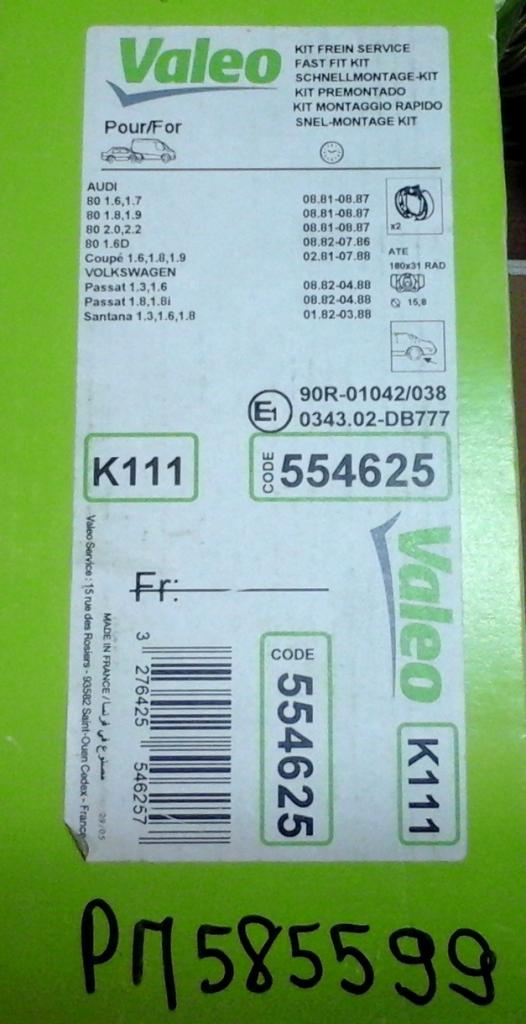 Valeo
KIT FREIN SERVICE
FAST FIT KIT
SCHNELLMONTAGE-KIT
KIT PREMONTADO
KIT MONTAGGIO RAPIDO
SNEL-MONTAGE KIT
Pour/For
AUDI
80 1.6,1.7 08.81-08.87
80 1.8,1.9 08.81-08.87
80 2.0,2.2 08.81-08.87
80 1.6D 08.82-07.86
Coupé 1.6,1.8,1.9 02.81-07.88
VOLKSWAGEN
Passat 1.3,1.6 08.82-04.88
Passat 1.8,1.8i 08.82-04.88
Santana 1.3,1.6,1.8 01.82-03.88
x2
ATE
180x31 RAD
15,8
E1
90R-01042/038
0343.02-DB777
K111
CODE 554625
Valeo
Fr:
CODE
554625
K111
3 276425 546257
MADE IN FRANCE / صنع في فرنسا 29/05
Valeo Service : 15 rue des Rosiers - 93582 Saint-Ouen Cedex - France
РП 585599